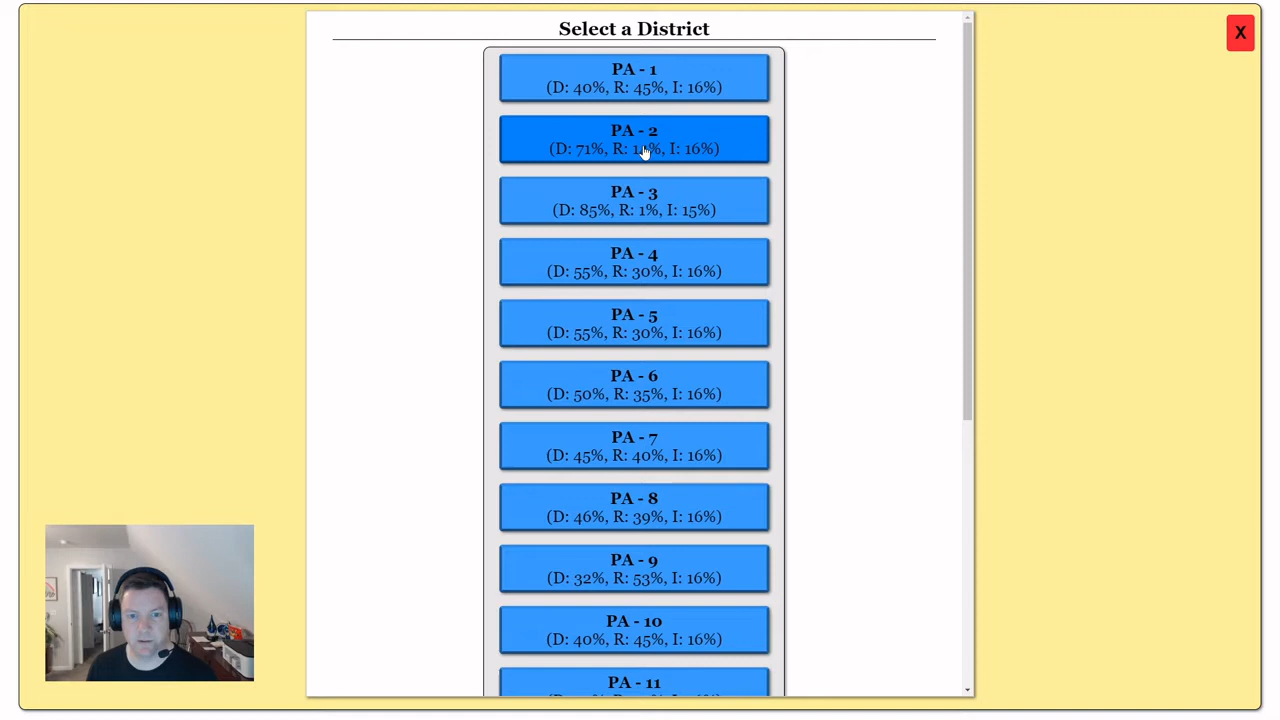 Select a District
X
PA - 1
(D: 40%, R: 45%, I: 16%)
PA - 2
(D: 71%, R: %, I: 16%)
PA - 3
(D: 85%, R: 1%, I: 15%)
PA - 4
(D: 55%, R: 30%, I: 16%)
PA - 5
(D: 55%, R: 30%, I: 16%)
PA - 6
(D: 50%, R: 35%, I: 16%)
PA - 7
(D: 45%, R: 40%, I: 16%)
PA - 8
(D: 46%, R: 39%, I: 16%)
PA - 9
(D: 32%, R: 53%, I: 16%)
PA - 10
(D: 40%, R: 45%, I: 16%)
PA - 11